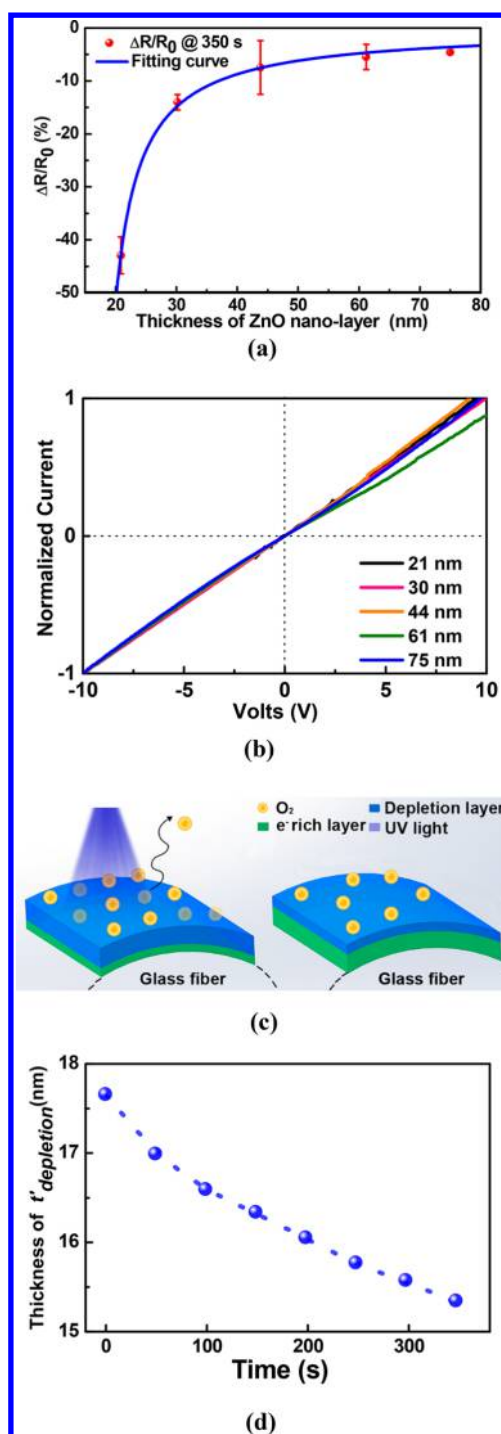 0
-10
-20
-30
-40
-50
ΔR/R0 (%)
ΔR/R0 @ 350 s
Fitting curve
20 30 40 50 60 70 80
Thickness of ZnO nano-layer (nm)
(a)
1
0
-1
Normalized Current
21 nm
30 nm
44 nm
61 nm
75 nm
-10 -5 0 5 10
Volts (V)
(b)
O2 Depletion layer
e- rich layer UV light
Glass fiber Glass fiber
(c)
18
17
16
15
Thickness of t'depletion(nm)
0 100 200 300
Time (s)
(d)